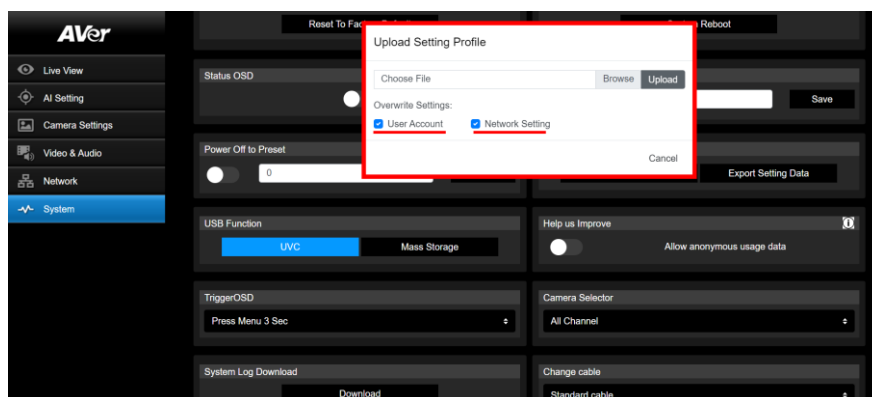 AVer
Live View
AI Setting
Camera Settings
Video & Audio
Network
System
Reset To
Reboot
Upload Setting Profile
Choose File
Browse
Upload
Overwrite Settings:
User Account
Network Setting
Cancel
Status OSD
Save
Power Off to Preset
0
Export Setting Data
USB Function
UVC
Mass Storage
Help us Improve
Allow anonymous usage data
TriggerOSD
Press Menu 3 Sec
Camera Selector
All Channel
System Log Download
Download
Change cable
Standard cable